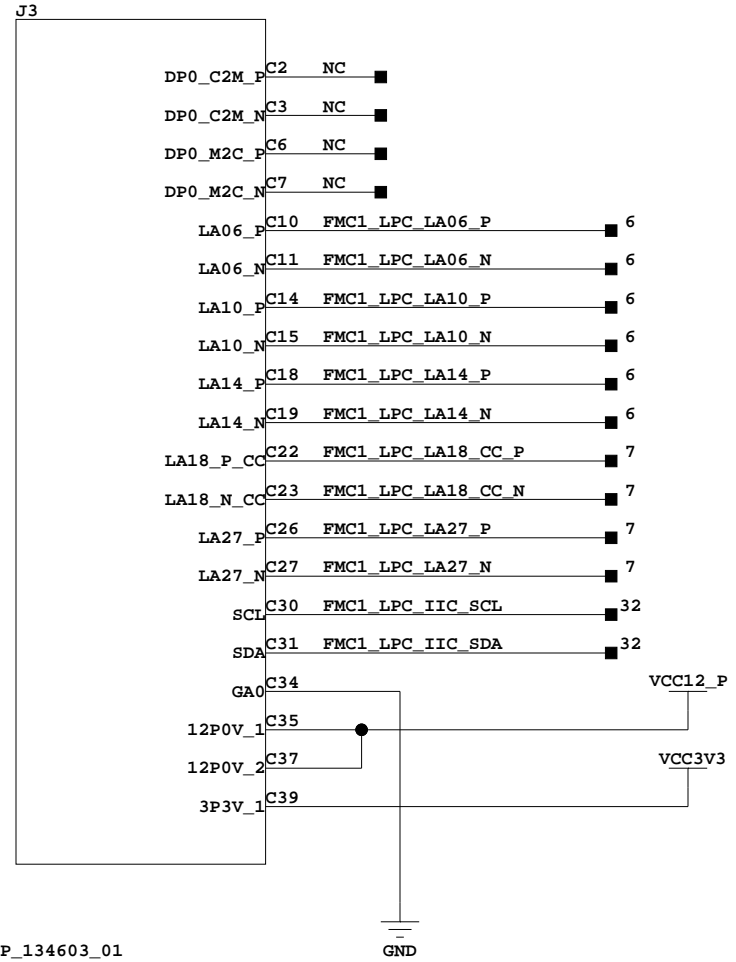 J3
DP0_C2M_P C2 NC
DP0_C2M_N C3 NC
DP0_M2C_P C6 NC
DP0_M2C_N C7 NC
LA06_P C10 FMC1_LPC_LA06_P 6
LA06_N C11 FMC1_LPC_LA06_N 6
LA10_P C14 FMC1_LPC_LA10_P 6
LA10_N C15 FMC1_LPC_LA10_N 6
LA14_P C18 FMC1_LPC_LA14_P 6
LA14_N C19 FMC1_LPC_LA14_N 6
LA18_P_CC C22 FMC1_LPC_LA18_CC_P 7
LA18_N_CC C23 FMC1_LPC_LA18_CC_N 7
LA27_P C26 FMC1_LPC_LA27_P 7
LA27_N C27 FMC1_LPC_LA27_N 7
SCL C30 FMC1_LPC_IIC_SCL 32
SDA C31 FMC1_LPC_IIC_SDA 32
GA0 C34
VCC12_P
12P0V_1 C35
12P0V_2 C37
VCC3V3
3P3V_1 C39
P_134603_01
GND